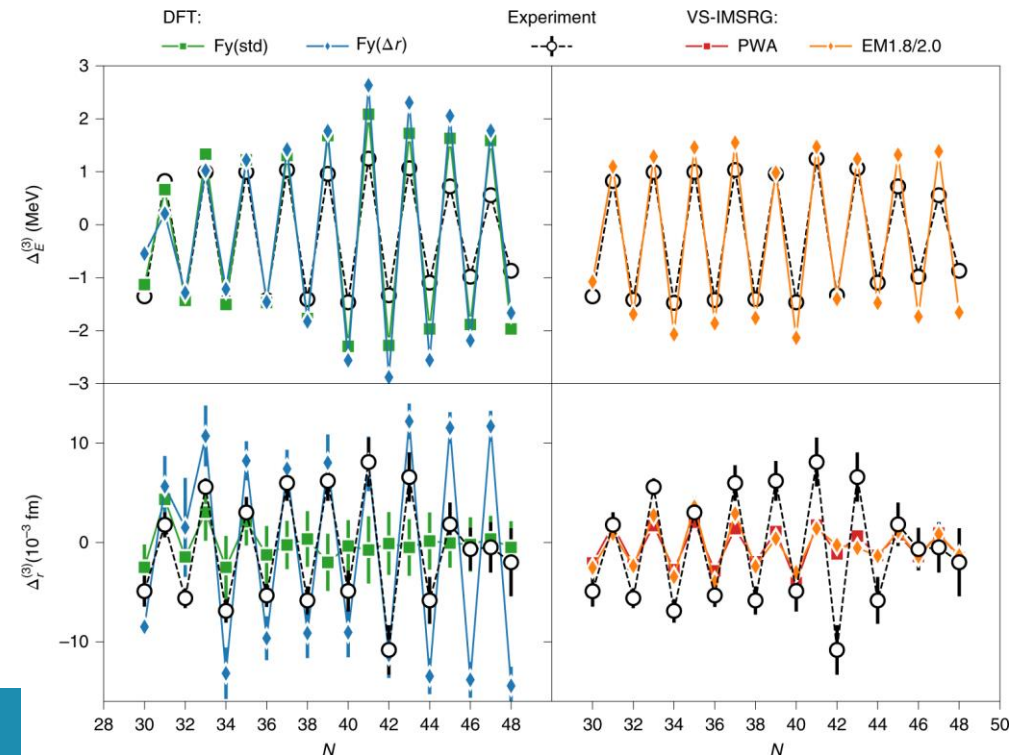 DFT: Experiment VS-IMSRG:
Fy(std) Fy(Δr) PWA EM1.8/2.0
3
2
1
0
−1
−2
−3
Δ_E^(3) (MeV)
10
0
−10
Δ_r^(3)(10⁻³ fm)
28 30 32 34 36 38 40 42 44 46 48 30 32 34 36 38 40 42 44 46 48 50
N N